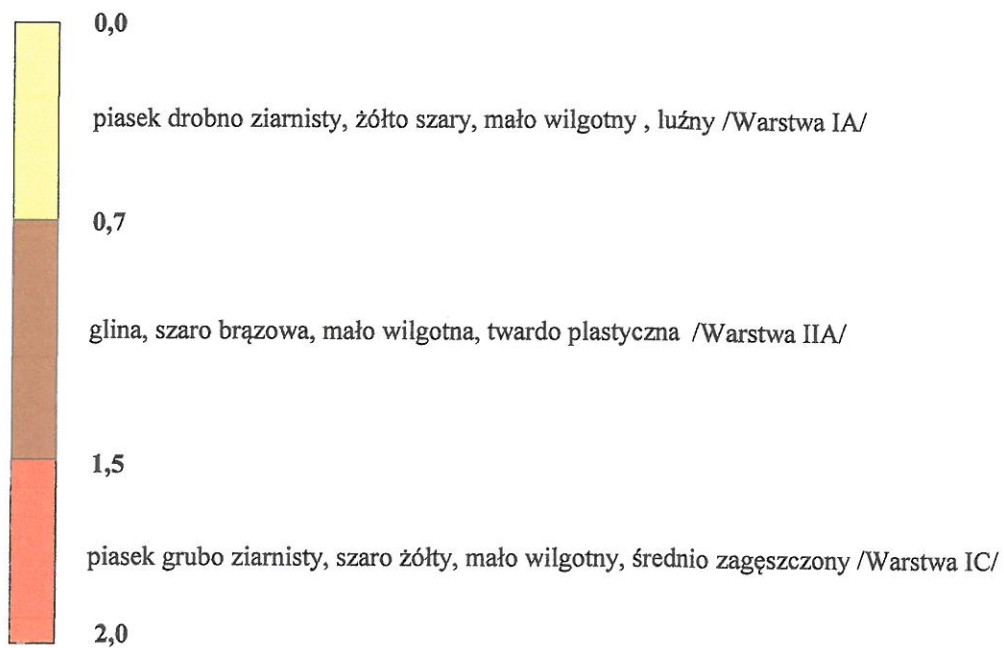 0,0
piasek drobno ziarnisty, żółto szary, mało wilgotny , luźny /Warstwa IA/
0,7
glina, szaro brązowa, mało wilgotna, twardo plastyczna /Warstwa IIA/
1,5
piasek grubo ziarnisty, szaro żółty, mało wilgotny, średnio zagęszczony /Warstwa IC/
2,0